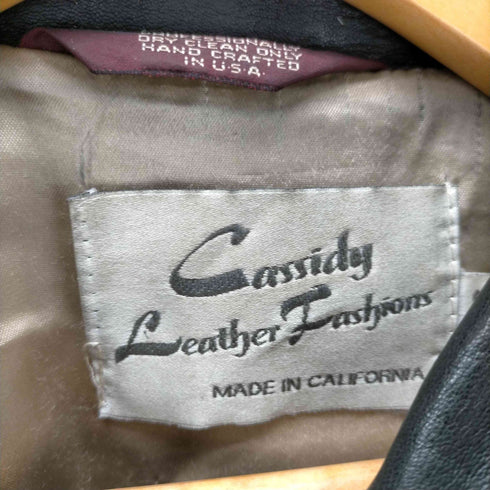 PROFESSIONALLY
DRY CLEAN ONLY
HAND CRAFTED
IN U.S.A.
Cassidy
Leather Fashions
MADE IN CALIFORNIA